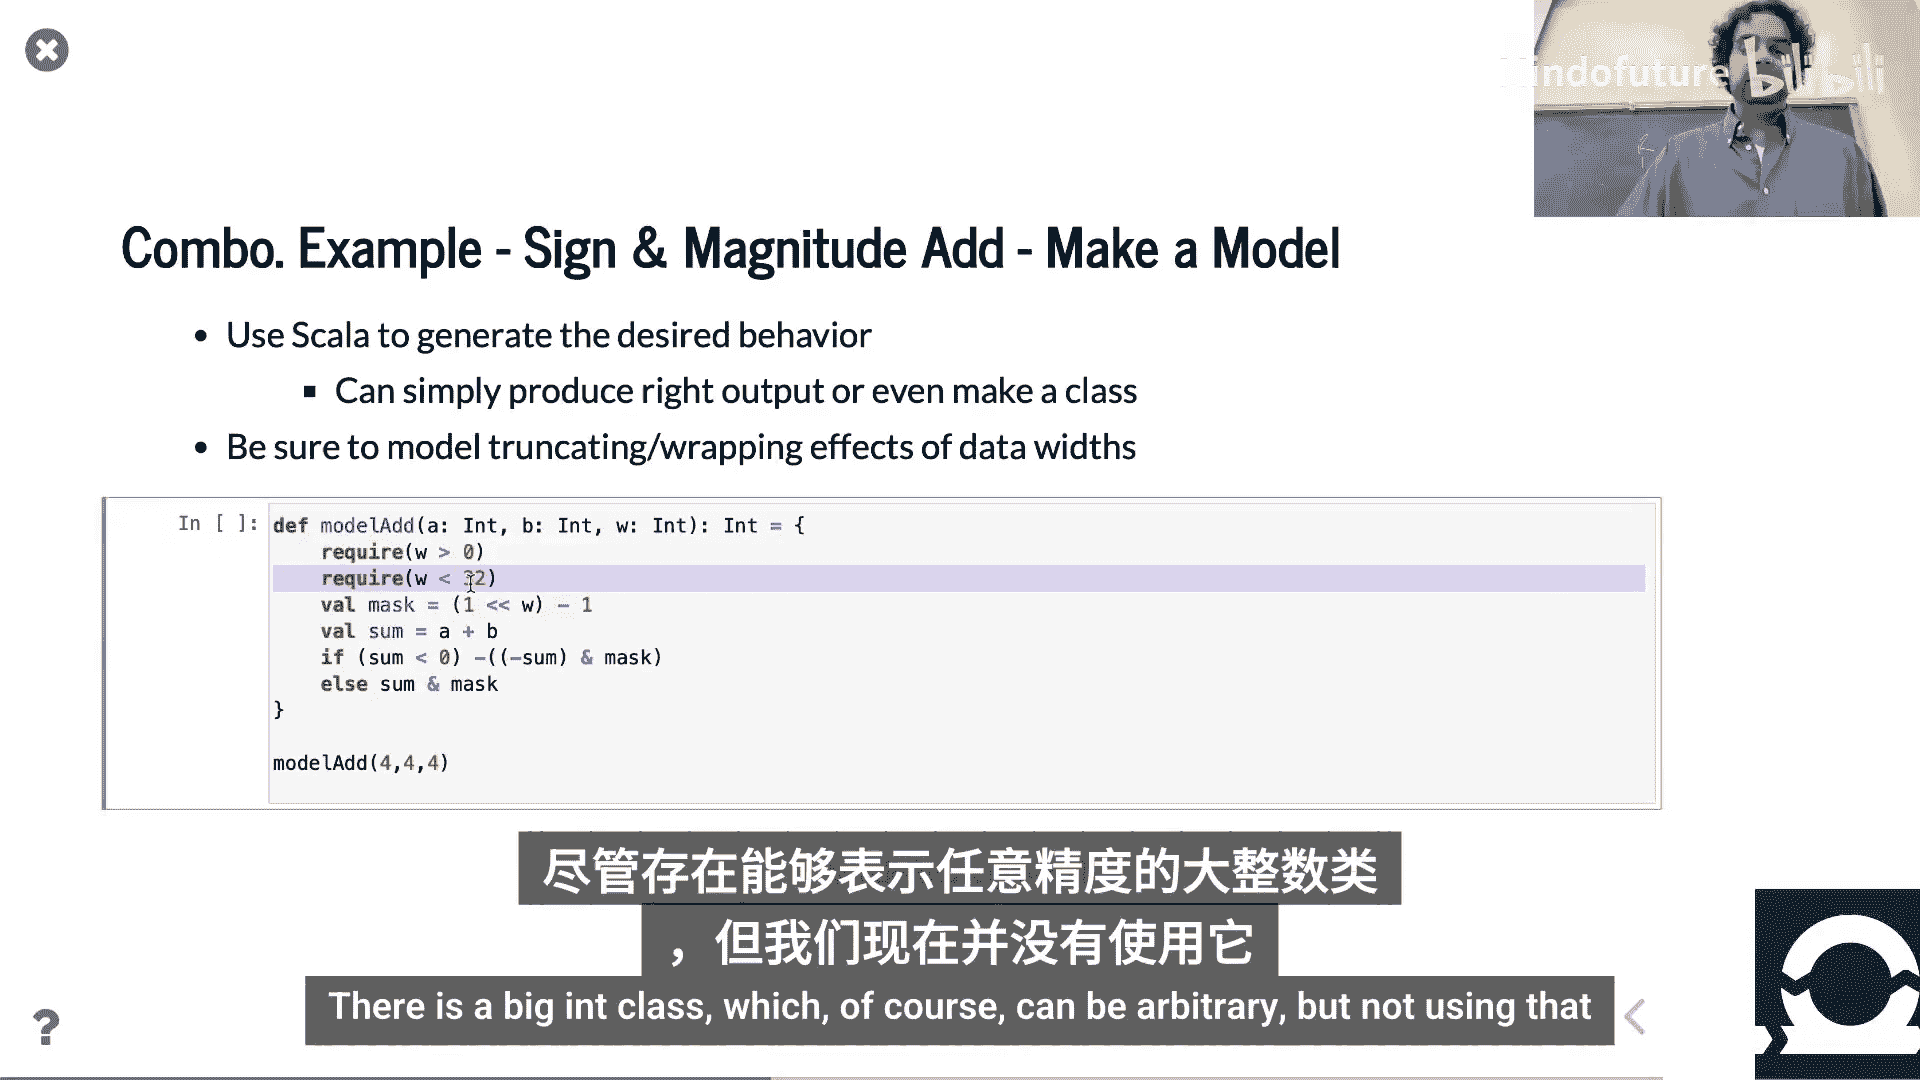 indofuture bilibili
Combo. Example - Sign & Magnitude Add - Make a Model
• Use Scala to generate the desired behavior
▪ Can simply produce right output or even make a class
• Be sure to model truncating/wrapping effects of data widths
In [ ]: def modelAdd(a: Int, b: Int, w: Int): Int = {
require(w > 0)
require(w < 32)
val mask = (1 << w) - 1
val sum = a + b
if (sum < 0) -((-sum) & mask)
else sum & mask
}
modelAdd(4,4,4)
尽管存在能够表示任意精度的大整数类
，但我们现在并没有使用它
There is a big int class, which, of course, can be arbitrary, but not using that
?